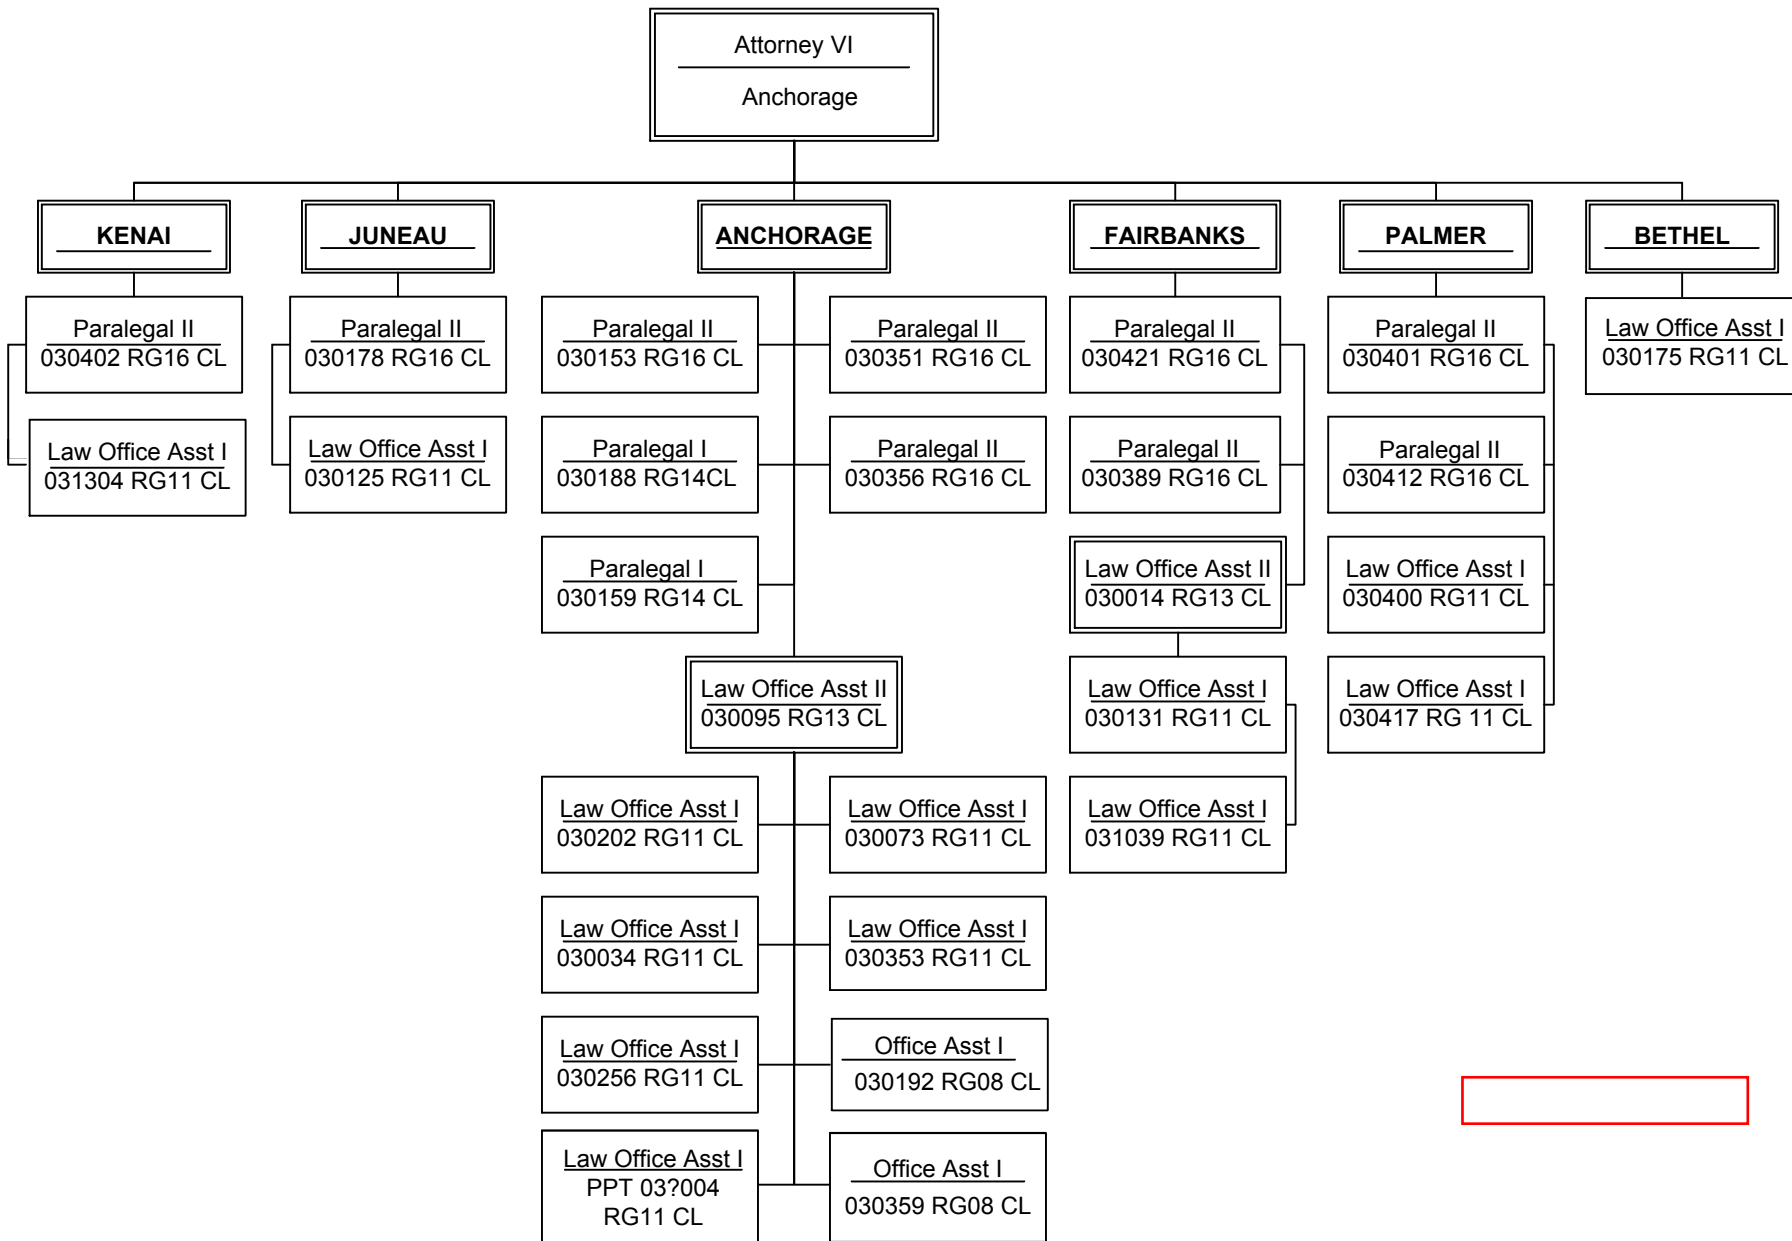 Attorney VI
Anchorage
KENAI
JUNEAU
ANCHORAGE
FAIRBANKS
PALMER
BETHEL
Paralegal II
030402 RG16 CL
Law Office Asst I
031304 RG11 CL
Paralegal II
030178 RG16 CL
Law Office Asst I
030125 RG11 CL
Paralegal II
030153 RG16 CL
Paralegal II
030351 RG16 CL
Paralegal I
030188 RG14CL
Paralegal II
030356 RG16 CL
Paralegal I
030159 RG14 CL
Law Office Asst II
030095 RG13 CL
Law Office Asst I
030202 RG11 CL
Law Office Asst I
030073 RG11 CL
Law Office Asst I
030034 RG11 CL
Law Office Asst I
030353 RG11 CL
Law Office Asst I
030256 RG11 CL
Office Asst I
030192 RG08 CL
Law Office Asst I
PPT 03?004
RG11 CL
Office Asst I
030359 RG08 CL
Paralegal II
030421 RG16 CL
Paralegal II
030389 RG16 CL
Law Office Asst II
030014 RG13 CL
Law Office Asst I
030131 RG11 CL
Law Office Asst I
031039 RG11 CL
Paralegal II
030401 RG16 CL
Paralegal II
030412 RG16 CL
Law Office Asst I
030400 RG11 CL
Law Office Asst I
030417 RG 11 CL
Law Office Asst I
030175 RG11 CL